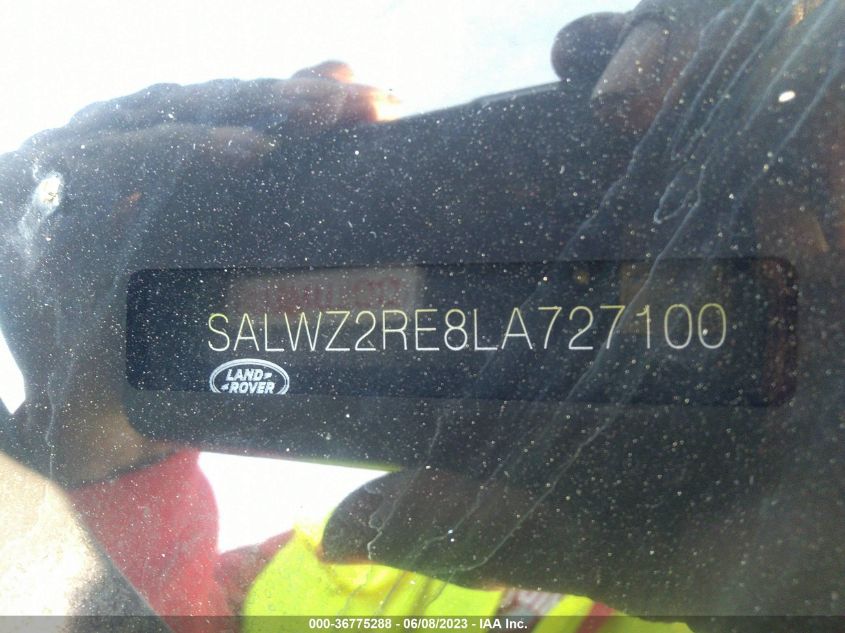 SALWZ2RE8LA727100
LAND
ROVER
000-36775288 - 06/08/2023 - IAA Inc.